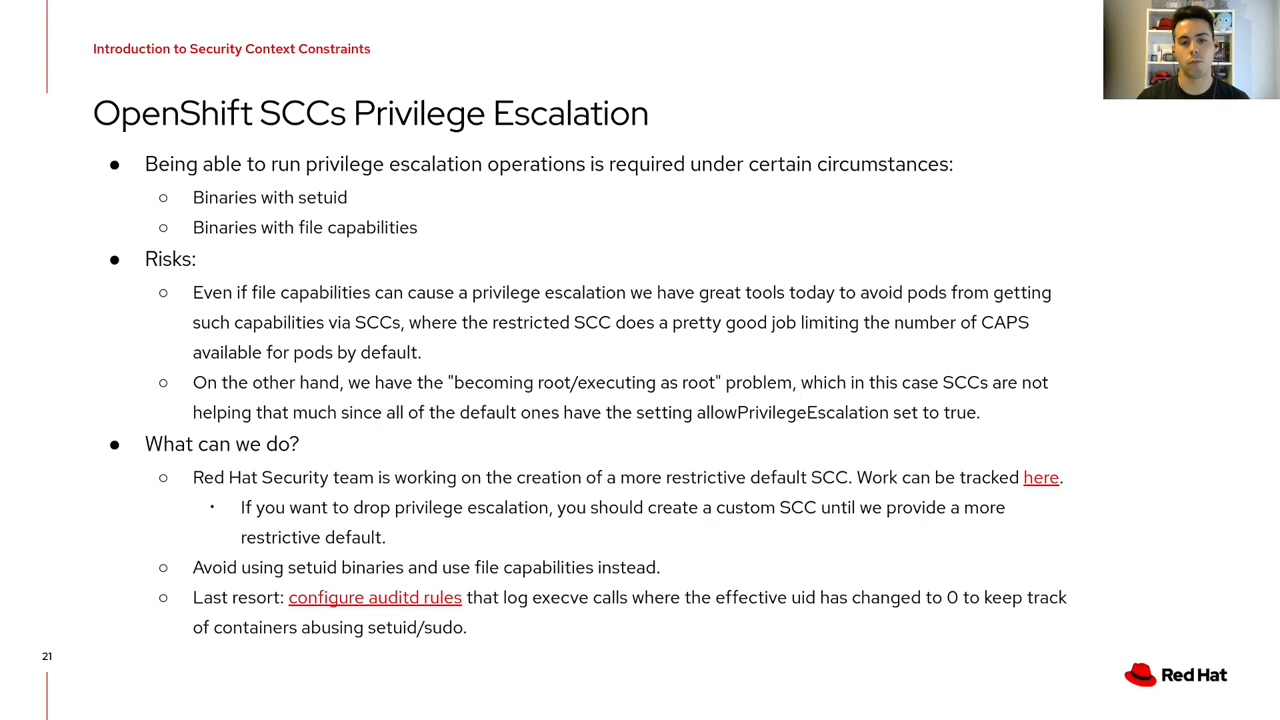 Introduction to Security Context Constraints
OpenShift SCCs Privilege Escalation
● Being able to run privilege escalation operations is required under certain circumstances:
○ Binaries with setuid
○ Binaries with file capabilities
● Risks:
○ Even if file capabilities can cause a privilege escalation we have great tools today to avoid pods from getting
such capabilities via SCCs, where the restricted SCC does a pretty good job limiting the number of CAPS
available for pods by default.
○ On the other hand, we have the "becoming root/executing as root" problem, which in this case SCCs are not
helping that much since all of the default ones have the setting allowPrivilegeEscalation set to true.
● What can we do?
○ Red Hat Security team is working on the creation of a more restrictive default SCC. Work can be tracked here.
▪ If you want to drop privilege escalation, you should create a custom SCC until we provide a more
restrictive default.
○ Avoid using setuid binaries and use file capabilities instead.
○ Last resort: configure auditd rules that log execve calls where the effective uid has changed to 0 to keep track
of containers abusing setuid/sudo.
21
Red Hat